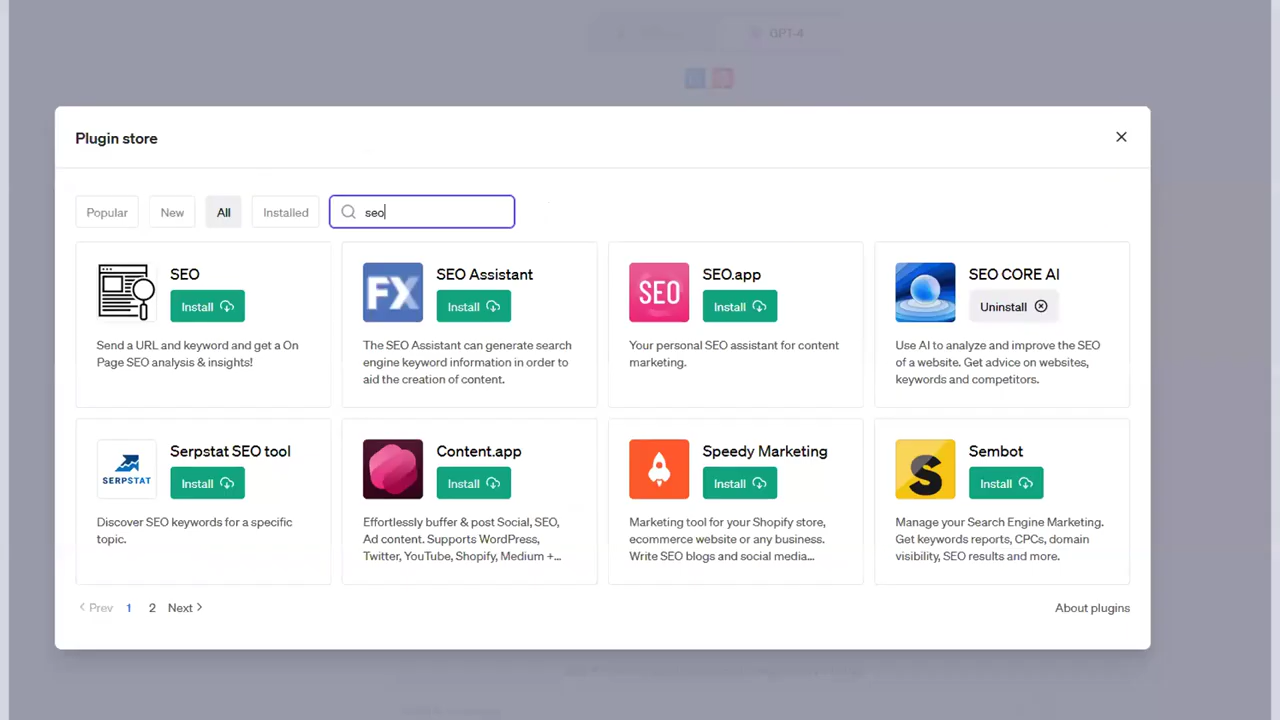 GPT-4
Plugin store
Popular
New
All
Installed
seo
SEO
Install
Send a URL and keyword and get a On
Page SEO analysis & insights!
FX
SEO Assistant
Install
The SEO Assistant can generate search
engine keyword information in order to
aid the creation of content.
SEO
SEO.app
Install
Your personal SEO assistant for content
marketing.
SEO CORE AI
Uninstall
Use AI to analyze and improve the SEO
of a website. Get advice on websites,
keywords and competitors.
SERPSTAT
Serpstat SEO tool
Install
Discover SEO keywords for a specific
topic.
Content.app
Install
Effortlessly buffer & post Social, SEO,
Ad content. Supports WordPress,
Twitter, YouTube, Shopify, Medium +...
Speedy Marketing
Install
Marketing tool for your Shopify store,
ecommerce website or any business.
Write SEO blogs and social media...
S
Sembot
Install
Manage your Search Engine Marketing.
Get keywords reports, CPCs, domain
visibility, SEO results and more.
Prev 1 2 Next
About plugins